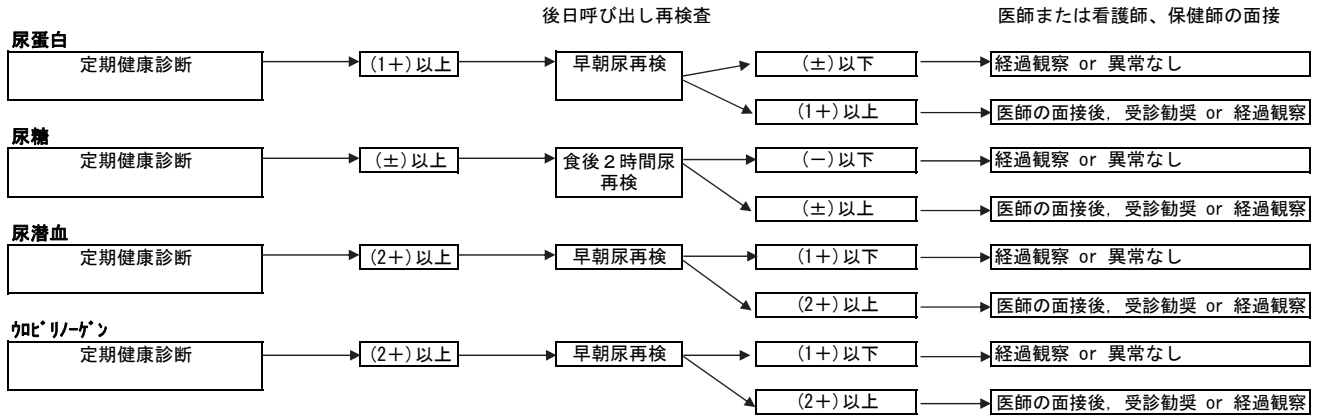 後日呼び出し再検査 医師または看護師、保健師の面接
尿蛋白
定期健康診断 (1+)以上 早朝尿再検 (±)以下 経過観察 or 異常なし
(1+)以上 医師の面接後, 受診勧奨 or 経過観察
尿糖
定期健康診断 (±)以上 食後2時間尿 (-)以下 経過観察 or 異常なし
再検
(±)以上 医師の面接後, 受診勧奨 or 経過観察
尿潜血
定期健康診断 (2+)以上 早朝尿再検 (1+)以下 経過観察 or 異常なし
(2+)以上 医師の面接後, 受診勧奨 or 経過観察
ウロビリノーゲン
定期健康診断 (2+)以上 早朝尿再検 (1+)以下 経過観察 or 異常なし
(2+)以上 医師の面接後, 受診勧奨 or 経過観察